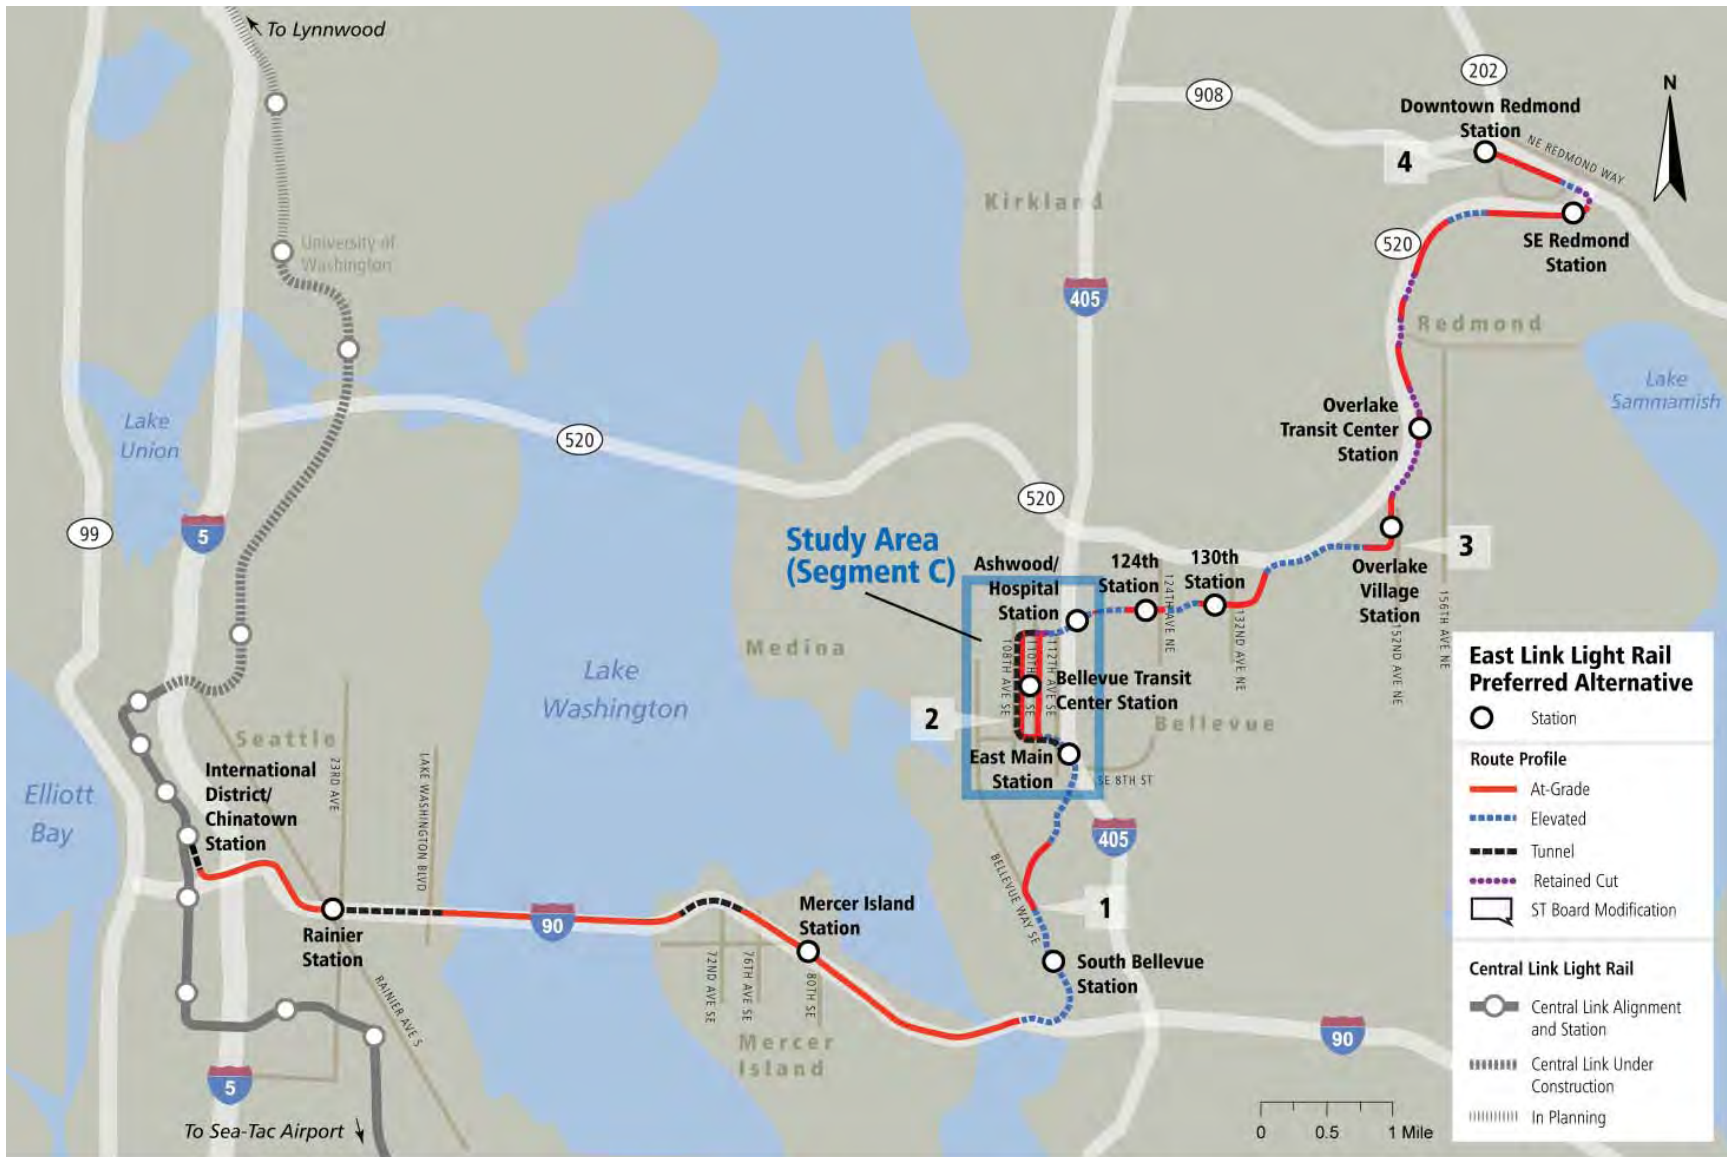 To Lynnwood
202
N
Downtown Redmond
Station
908
NE REDMOND WAY
4
Kirkland
University of
Washington
520
SE Redmond
Station
405
Redmond
Lake
Sammamish
Lake
Union
520
Overlake
Transit Center
Station
99
5
520
Study Area
(Segment C)
Ashwood/
Hospital
Station
124th
Station
130th
Station
3
Overlake
Village
Station
124TH AVE NE
132ND AVE NE
152ND AVE NE
156TH AVE NE
Medina
Lake
Washington
108TH AVE SE
110TH
SE
112TH AVE SE
Bellevue Transit
Center Station
2
Bellevue
East Main
Station
SE 8TH ST
Seattle
23RD AVE
LAKE WASHINGTON BLVD
Elliott
Bay
International
District/
Chinatown
Station
405
BELLEVUE WAY SE
1
Mercer Island
Station
90
Rainier
Station
RAINIER AVE S
72ND AVE SE
76TH AVE SE
80TH SE
South Bellevue
Station
Mercer
Island
90
5
To Sea-Tac Airport
0 0.5 1 Mile
East Link Light Rail
Preferred Alternative
Station
Route Profile
At-Grade
Elevated
Tunnel
Retained Cut
ST Board Modification
Central Link Light Rail
Central Link Alignment
and Station
Central Link Under
Construction
In Planning